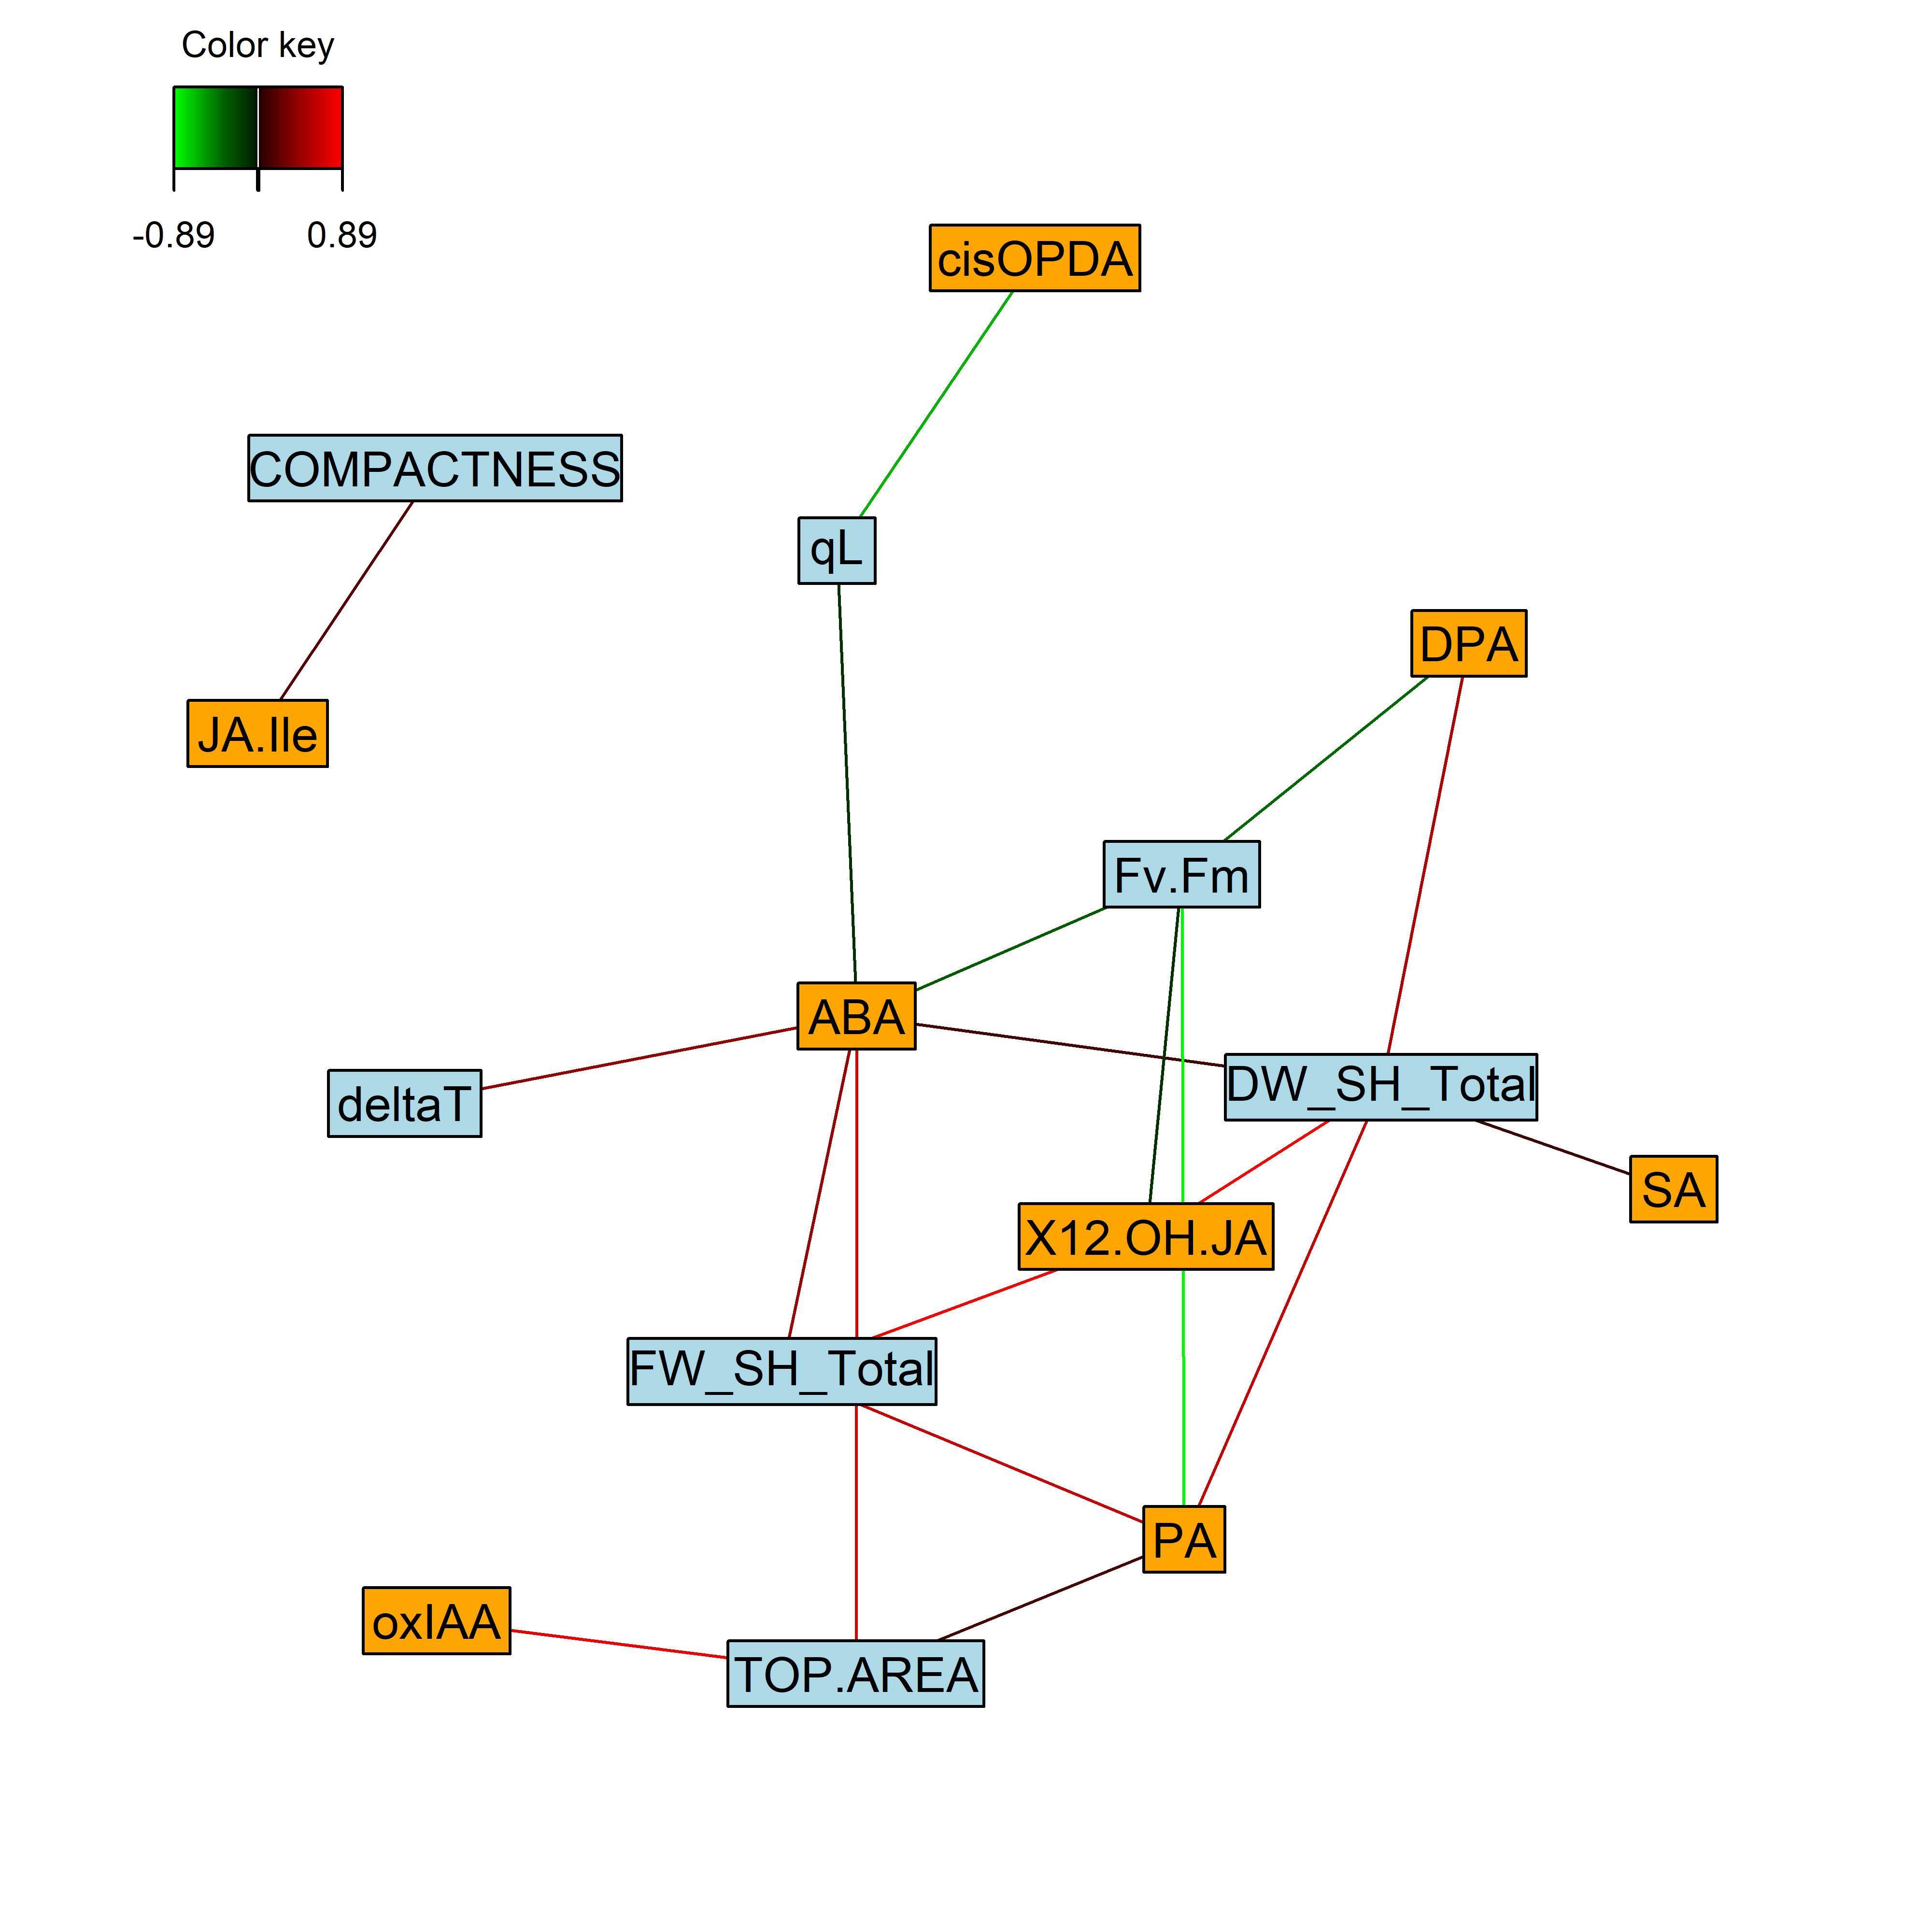 Color key
-0.89 0.89
cisOPDA
COMPACTNESS
qL
DPA
JA.Ile
Fv.Fm
ABA
DW_SH_Total
deltaT
SA
X12.OH.JA
FW_SH_Total
PA
oxIAA
TOP.AREA